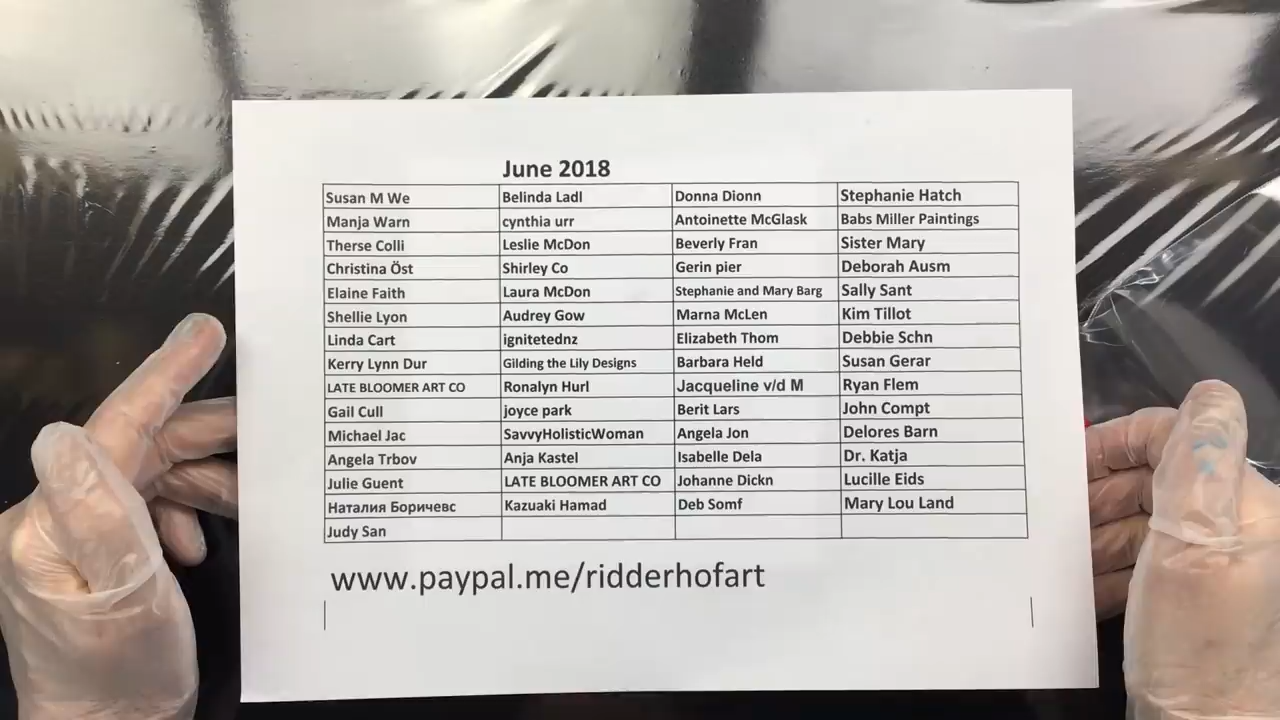 June 2018
Susan M We Belinda Ladl Donna Dionn Stephanie Hatch
Manja Warn cynthia urr Antoinette McGlask Babs Miller Paintings
Therse Colli Leslie McDon Beverly Fran Sister Mary
Christina Öst Shirley Co Gerin pier Deborah Ausm
Elaine Faith Laura McDon Stephanie and Mary Barg Sally Sant
Shellie Lyon Audrey Gow Marna McLen Kim Tillot
Linda Cart ignitetednz Elizabeth Thom Debbie Schn
Kerry Lynn Dur Gilding the Lily Designs Barbara Held Susan Gerar
LATE BLOOMER ART CO Ronalyn Hurl Jacqueline v/d M Ryan Flem
Gail Cull joyce park Berit Lars John Compt
Michael Jac SavvyHolisticWoman Angela Jon Delores Barn
Angela Trbov Anja Kastel Isabelle Dela Dr. Katja
Julie Guent LATE BLOOMER ART CO Johanne Dickn Lucille Eids
Наталия Боричевс Kazuaki Hamad Deb Somf Mary Lou Land
Judy San
www.paypal.me/ridderhofart